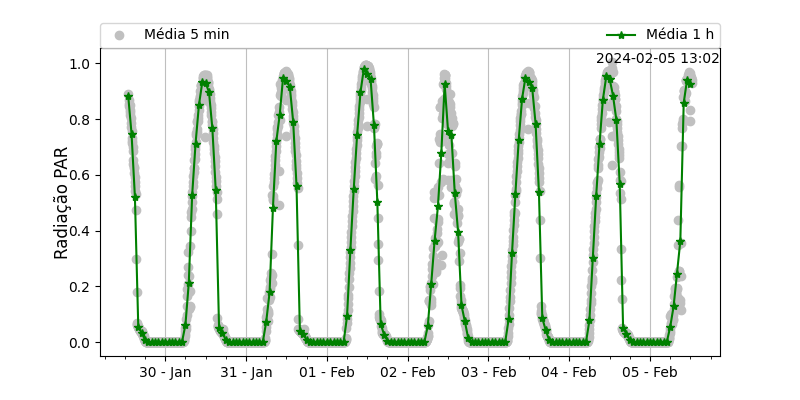 Média 5 min
Média 1 h
2024-02-05 13:02
1.0
0.8
0.6
0.4
0.2
0.0
Radiação PAR
30 - Jan
31 - Jan
01 - Feb
02 - Feb
03 - Feb
04 - Feb
05 - Feb